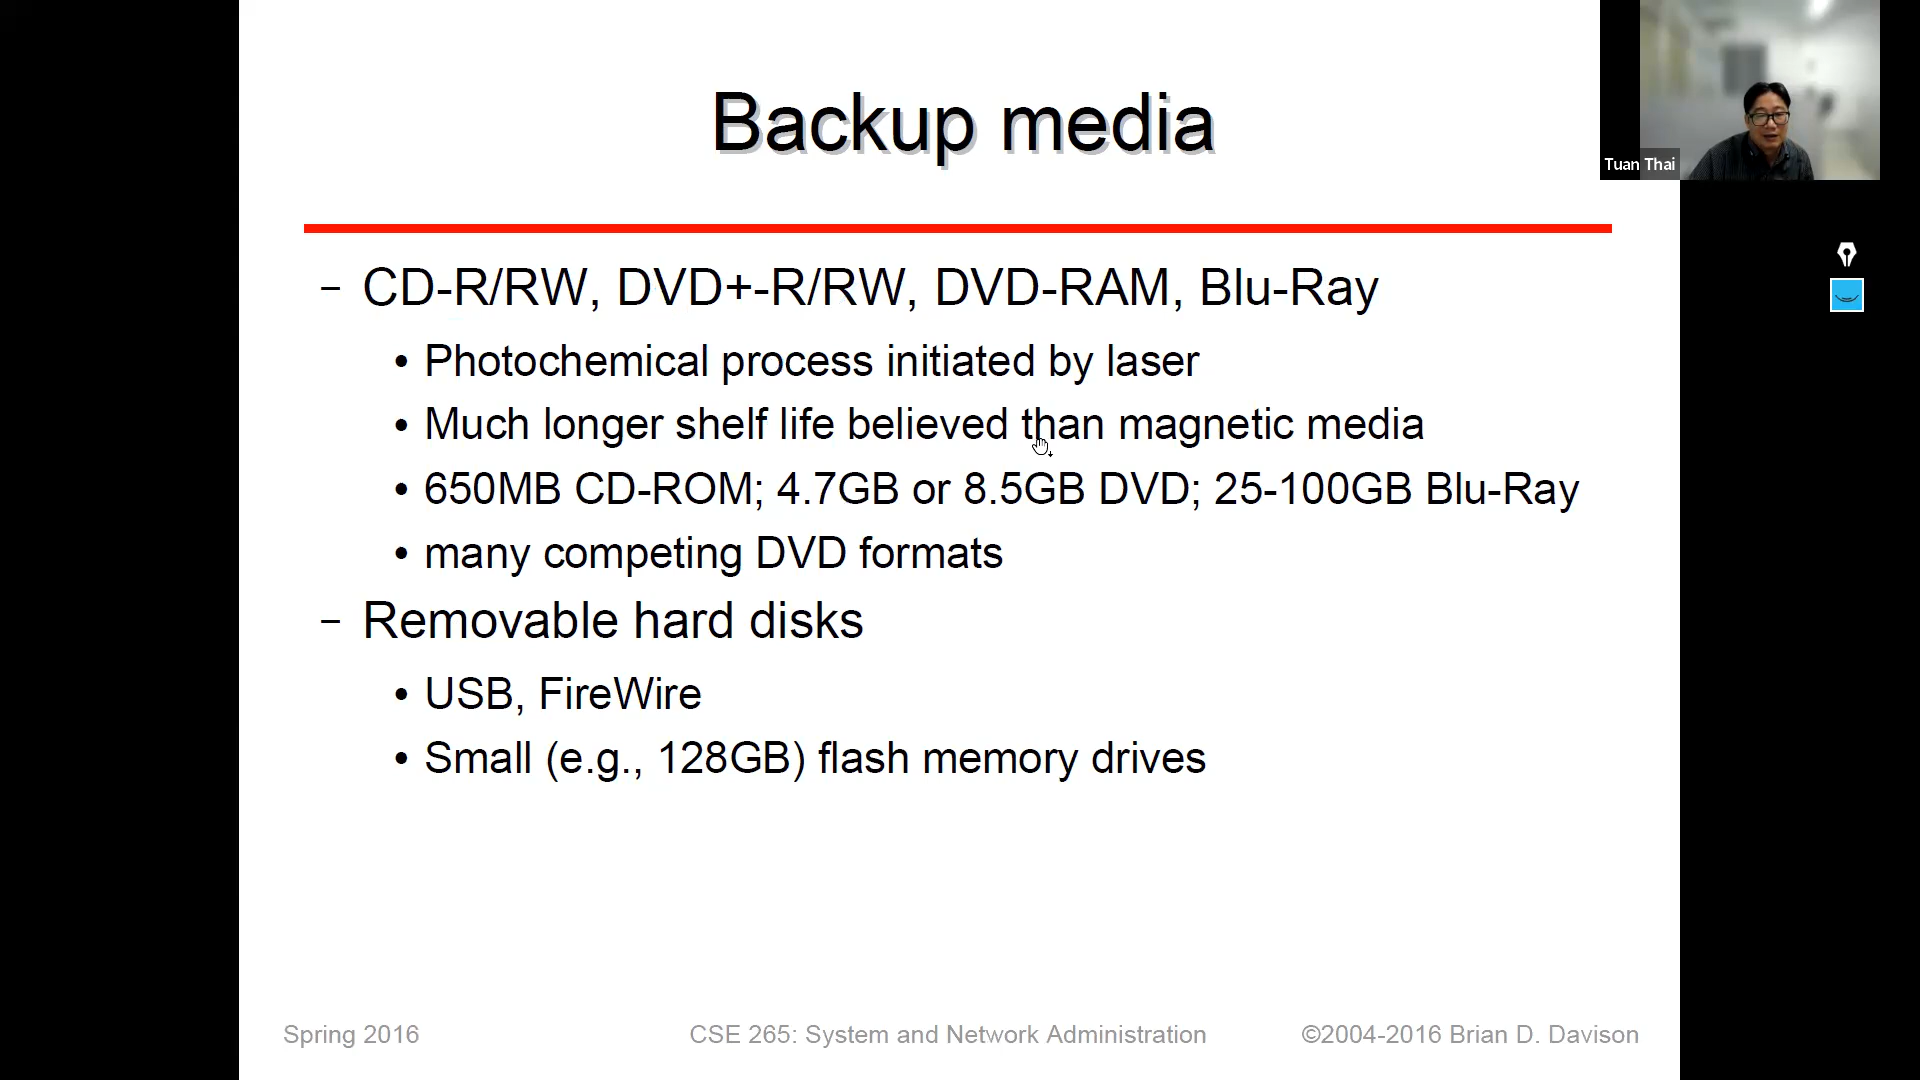 Backup media
Tuan Thai
– CD-R/RW, DVD+-R/RW, DVD-RAM, Blu-Ray
• Photochemical process initiated by laser
• Much longer shelf life believed than magnetic media
• 650MB CD-ROM; 4.7GB or 8.5GB DVD; 25-100GB Blu-Ray
• many competing DVD formats
– Removable hard disks
• USB, FireWire
• Small (e.g., 128GB) flash memory drives
Spring 2016
CSE 265: System and Network Administration
©2004-2016 Brian D. Davison